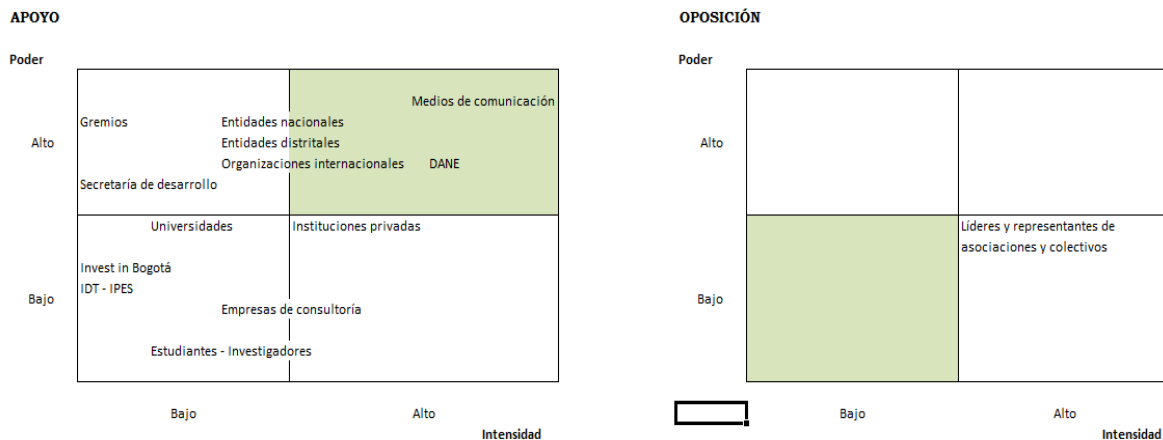 APOYO
Poder
Medios de comunicación
Gremios
Entidades nacionales
Alto
Entidades distritales
Organizaciones internacionales
DANE
Secretaría de desarrollo
Universidades
Instituciones privadas
Invest in Bogotá
IDT - IPES
Bajo
Empresas de consultoría
Estudiantes - Investigadores
Bajo
Alto
Intensidad
OPOSICIÓN
Poder
Alto
Líderes y representantes de
asociaciones y colectivos
Bajo
Bajo
Alto
Intensidad